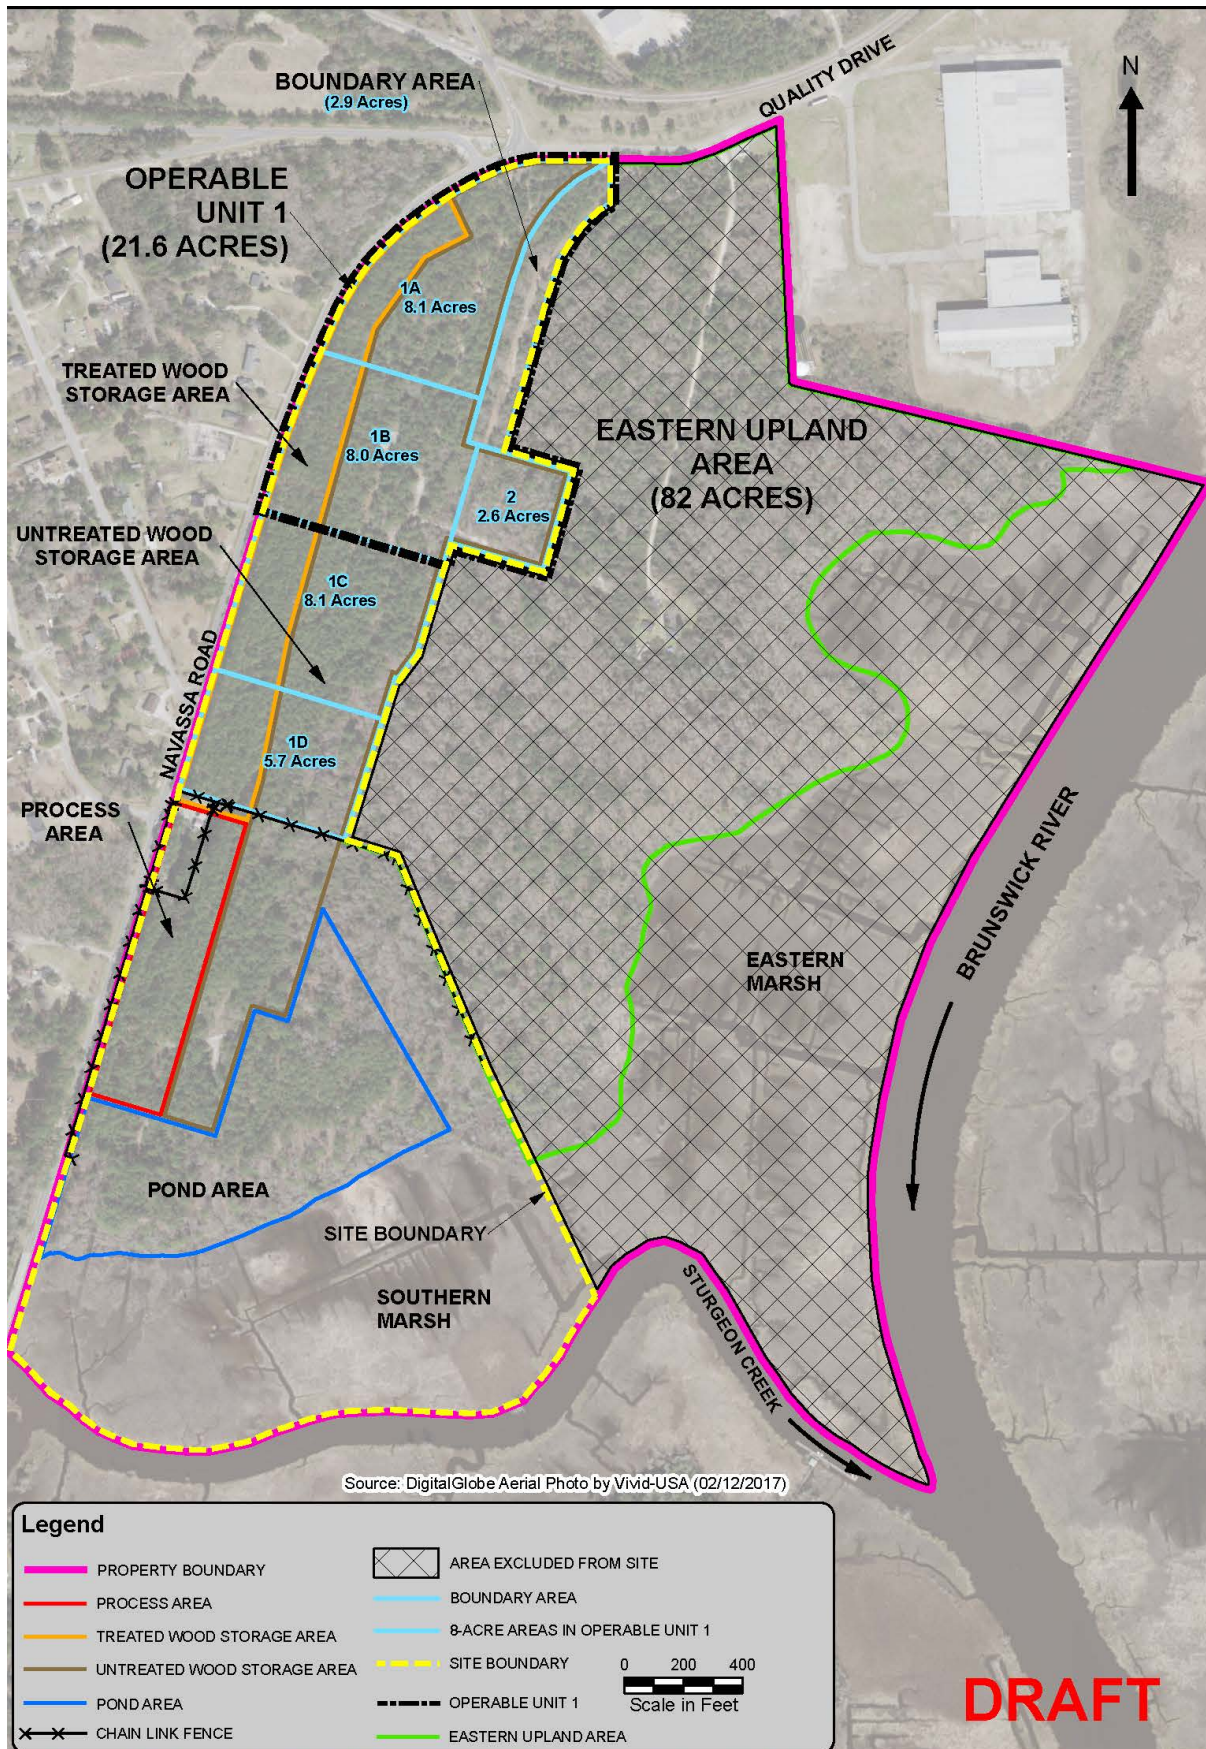 QUALITY DRIVE
N
BOUNDARY AREA
(2.9 Acres)
OPERABLE
UNIT 1
(21.6 ACRES)
1A
8.1 Acres
TREATED WOOD
STORAGE AREA
1B
8.0 Acres
EASTERN UPLAND
AREA
(82 ACRES)
2
2.6 Acres
UNTREATED WOOD
STORAGE AREA
1C
8.1 Acres
NAVASSA ROAD
1D
5.7 Acres
PROCESS
AREA
BRUNSWICK RIVER
EASTERN
MARSH
POND AREA
SITE BOUNDARY
SOUTHERN
MARSH
STURGEON CREEK
Source: DigitalGlobe Aerial Photo by Vivid-USA (02/12/2017)
Legend
PROPERTY BOUNDARY
PROCESS AREA
TREATED WOOD STORAGE AREA
UNTREATED WOOD STORAGE AREA
POND AREA
CHAIN LINK FENCE
AREA EXCLUDED FROM SITE
BOUNDARY AREA
8-ACRE AREAS IN OPERABLE UNIT 1
SITE BOUNDARY
OPERABLE UNIT 1
EASTERN UPLAND AREA
0 200 400
Scale in Feet
DRAFT